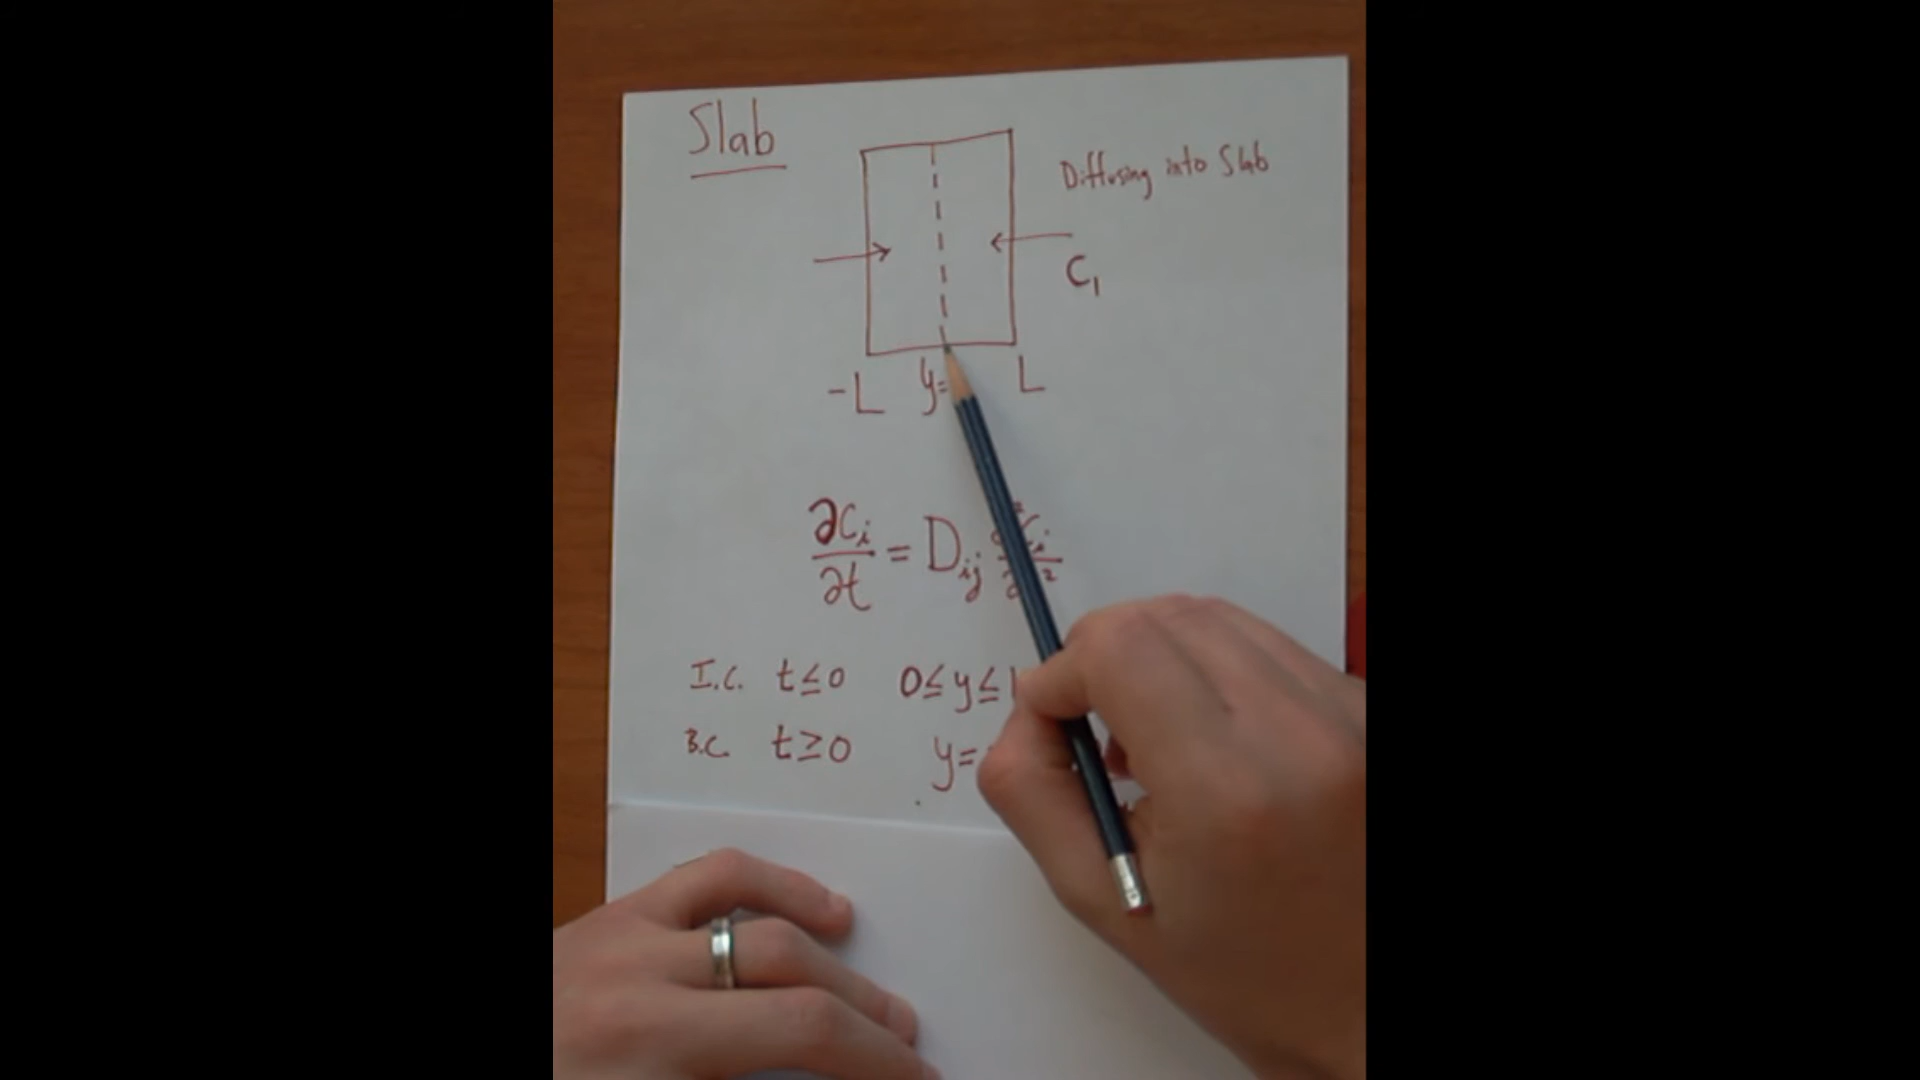 Slab
Diffusing into Slab
C₁
-L y= L
∂Cᵢ/∂t = Dᵢⱼ
I.C. t≤0 0≤y≤
B.C. t≥0 y=